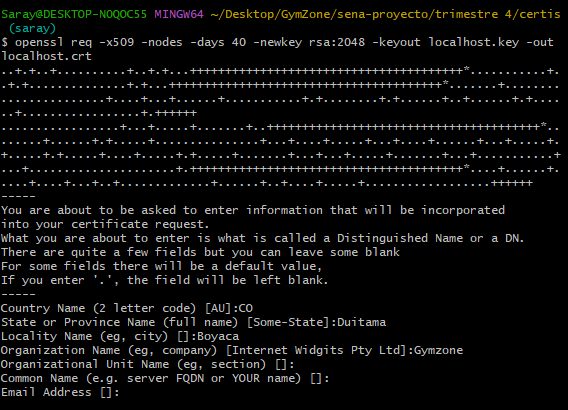 Saray@DESKTOP-NOQOC55 MINGW64 ~/Desktop/GymZone/sena-proyecto/trimestre 4/certis
(saray)
$ openssl req -x509 -nodes -days 40 -newkey rsa:2048 -keyout localhost.key -out
localhost.crt
-----
You are about to be asked to enter information that will be incorporated
into your certificate request.
What you are about to enter is what is called a Distinguished Name or a DN.
There are quite a few fields but you can leave some blank
For some fields there will be a default value,
If you enter '.', the field will be left blank.
-----
Country Name (2 letter code) [AU]:CO
State or Province Name (full name) [Some-State]:Duitama
Locality Name (eg, city) []:Boyaca
Organization Name (eg, company) [Internet Widgits Pty Ltd]:Gymzone
Organizational Unit Name (eg, section) []:
Common Name (e.g. server FQDN or YOUR name) []:
Email Address []: